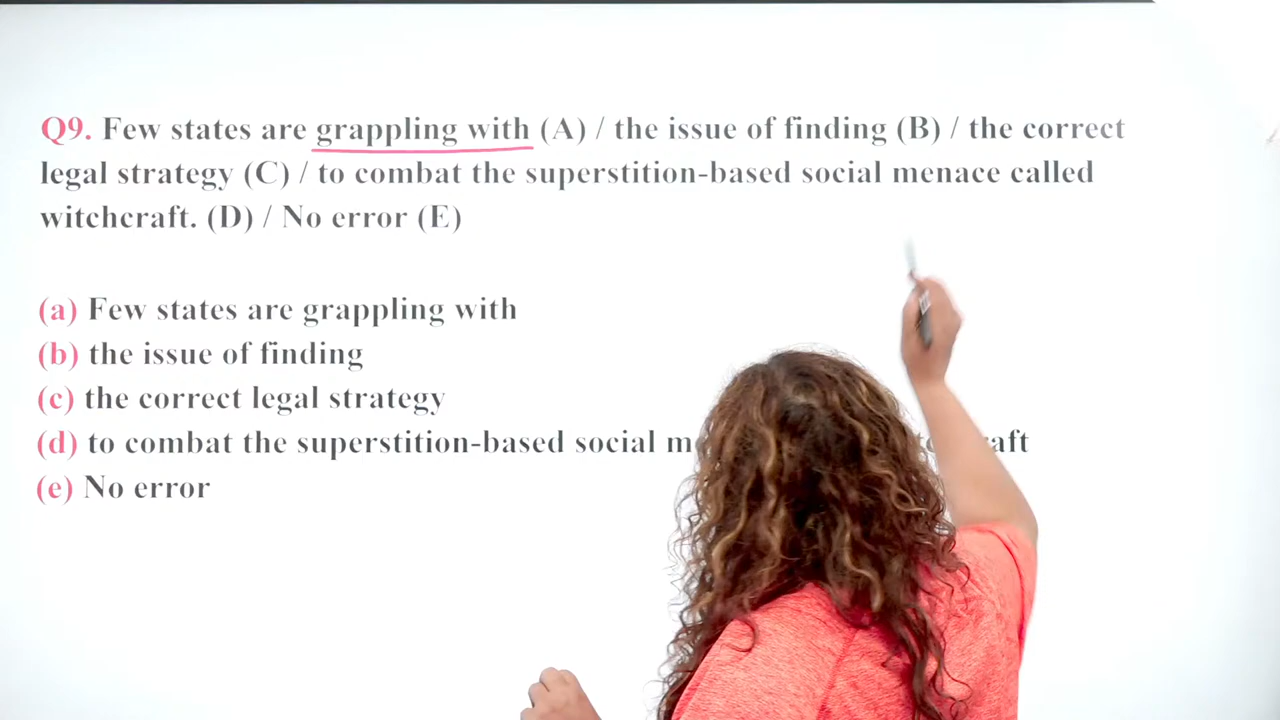 Q9. Few states are grappling with (A) / the issue of finding (B) / the correct
legal strategy (C) / to combat the superstition-based social menace called
witchcraft. (D) / No error (E)
(a) Few states are grappling with
(b) the issue of finding
(c) the correct legal strategy
(d) to combat the superstition-based social
(e) No error